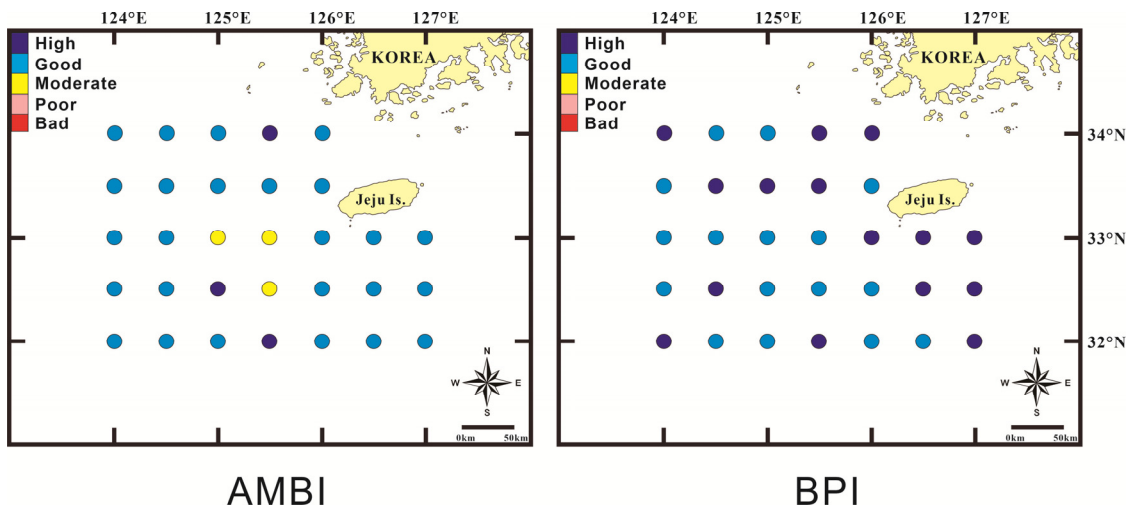 124°E 125°E 126°E 127°E
High
Good
Moderate
Poor
Bad
KOREA
Jeju Is.
N
W E
S
0km 50km
AMBI
124°E 125°E 126°E 127°E
High
Good
Moderate
Poor
Bad
KOREA
34°N
Jeju Is.
33°N
32°N
N
W E
S
0km 50km
BPI